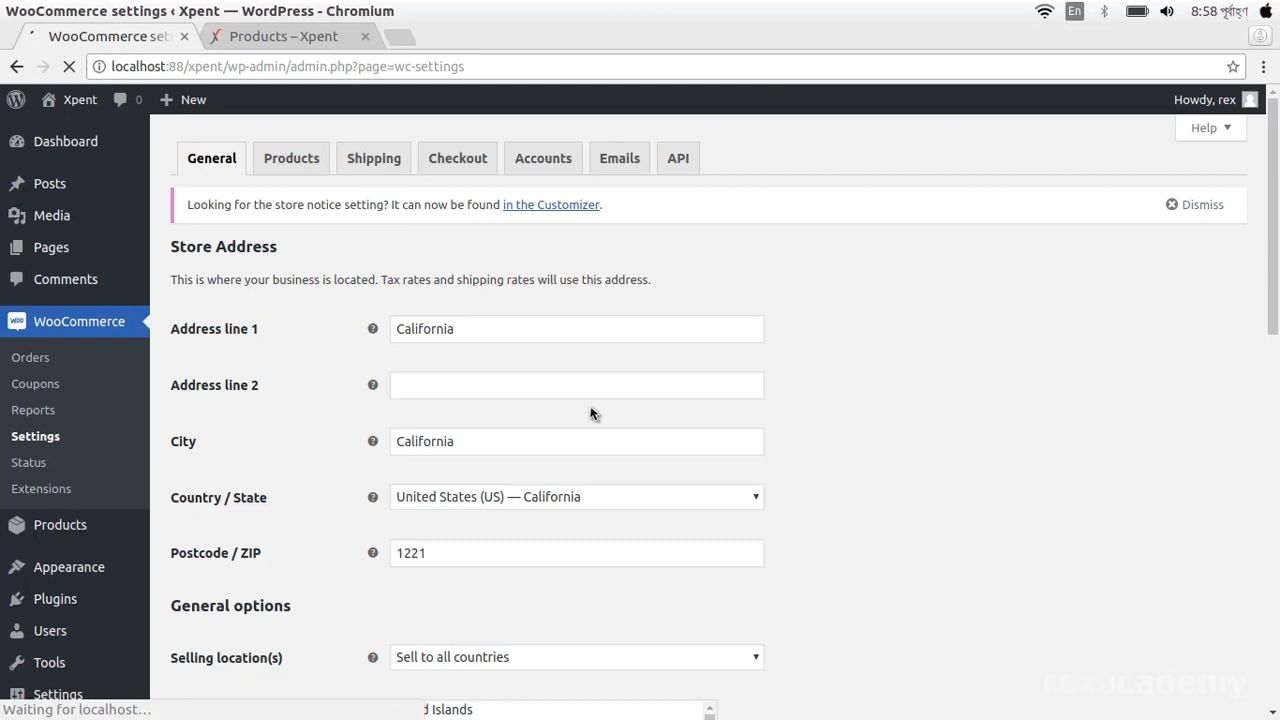 WooCommerce settings ‹ Xpent — WordPress - Chromium
En
8:58 পূর্বাহ্ণ
WooCommerce set
Products – Xpent
localhost:88/xpent/wp-admin/admin.php?page=wc-settings
Xpent
0
New
Howdy, rex
Help
Dashboard
Posts
Media
Pages
Comments
WooCommerce
Orders
Coupons
Reports
Settings
Status
Extensions
Products
Appearance
Plugins
Users
Tools
Settings
General
Products
Shipping
Checkout
Accounts
Emails
API
Looking for the store notice setting? It can now be found in the Customizer.
Dismiss
Store Address
This is where your business is located. Tax rates and shipping rates will use this address.
Address line 1
California
Address line 2
City
California
Country / State
United States (US) — California
Postcode / ZIP
1221
General options
Selling location(s)
Sell to all countries
d Islands
Waiting for localhost...
rexacademy